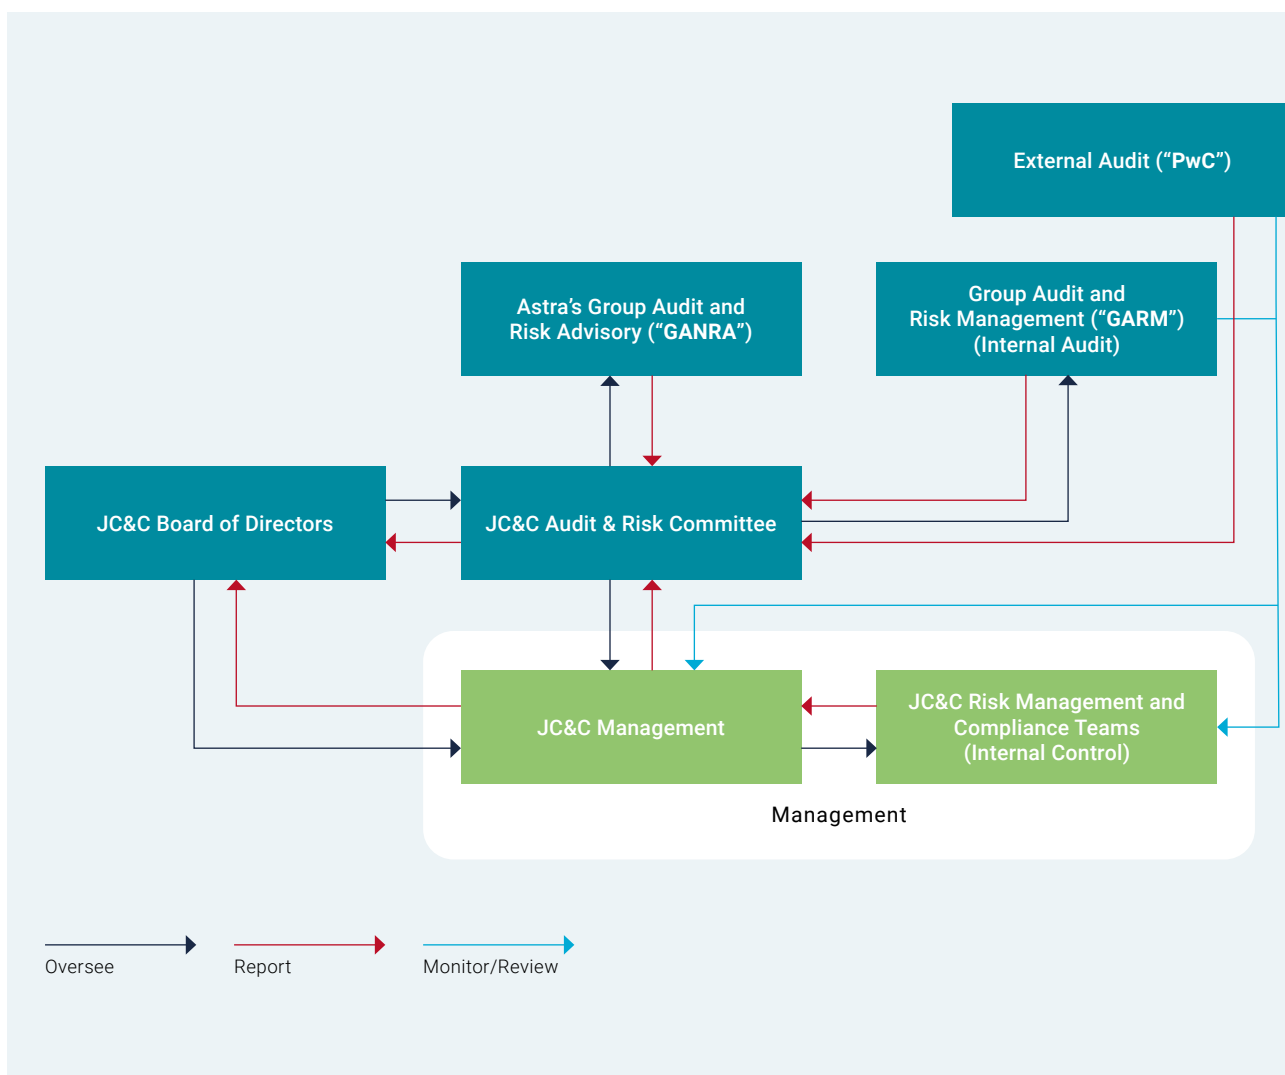 External Audit (“PwC”)
Astra’s Group Audit and
Risk Advisory (“GANRA”)
Group Audit and
Risk Management (“GARM”)
(Internal Audit)
JC&C Board of Directors
JC&C Audit & Risk Committee
JC&C Management
JC&C Risk Management and
Compliance Teams
(Internal Control)
Management
Oversee
Report
Monitor/Review